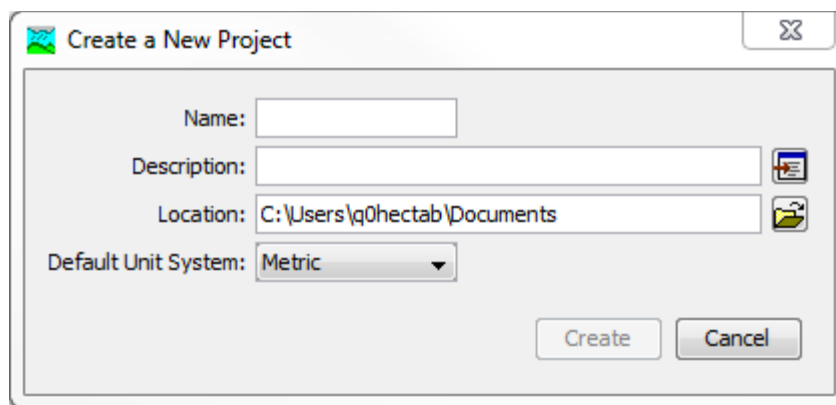 Create a New Project
Name:
Description:
Location: C:\Users\q0hectab\Documents
Default Unit System: Metric
Create Cancel